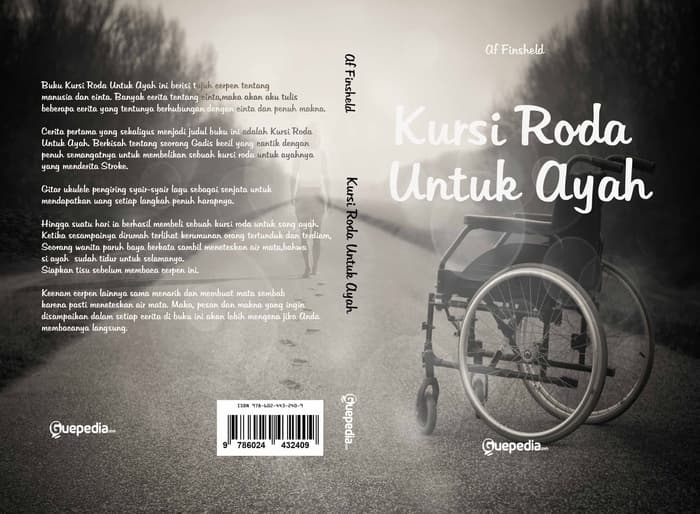 Buku Kursi Roda Untuk Ayah ini berisi tujuh cerpen tentang
manusia dan cinta. Banyak cerita tentang cinta,maka akan aku tulis
beberapa cerita yang tentunya berhubungan dengan cinta dan penuh makna.
Cerita pertama yang sekaligus menjadi judul buku ini adalah Kursi Roda
Untuk Ayah. Berkisah tentang seorang Gadis kecil yang cantik dengan
penuh semangatnya untuk membelikan sebuah kursi roda untuk ayahnya
yang menderita Stroke.
Gitar ukulele pengiring syair-syair lagu sebagai senjata untuk
mendapatkan uang setiap langkah penuh harapnya.
Hingga suatu hari ia berhasil membeli sebuah kursi roda untuk sang ayah.
Ketika sesampainya dirumah terlihat kerumunan orang tertunduk dan terdiam,
Seorang wanita paruh baya berkata sambil meneteskan air mata,bahwa
si ayah sudah tidur untuk selamanya.
Siapkan tisu sebelum membaca cerpen ini.
Keenam cerpen lainnya sama menarik dan membuat mata sembab
karena pasti meneteskan air mata. Maka, pesan dan makna yang ingin
disampaikan dalam setiap cerita di buku ini akan lebih mengena jika Anda
membacanya langsung.
Guepedia.com
ISBN 978-602-443-240-9
9 786024 432409
Af Finsheld
Kursi Roda Untuk Ayah
Guepedia.com
Af Finsheld
Kursi Roda
Untuk Ayah
Guepedia.com